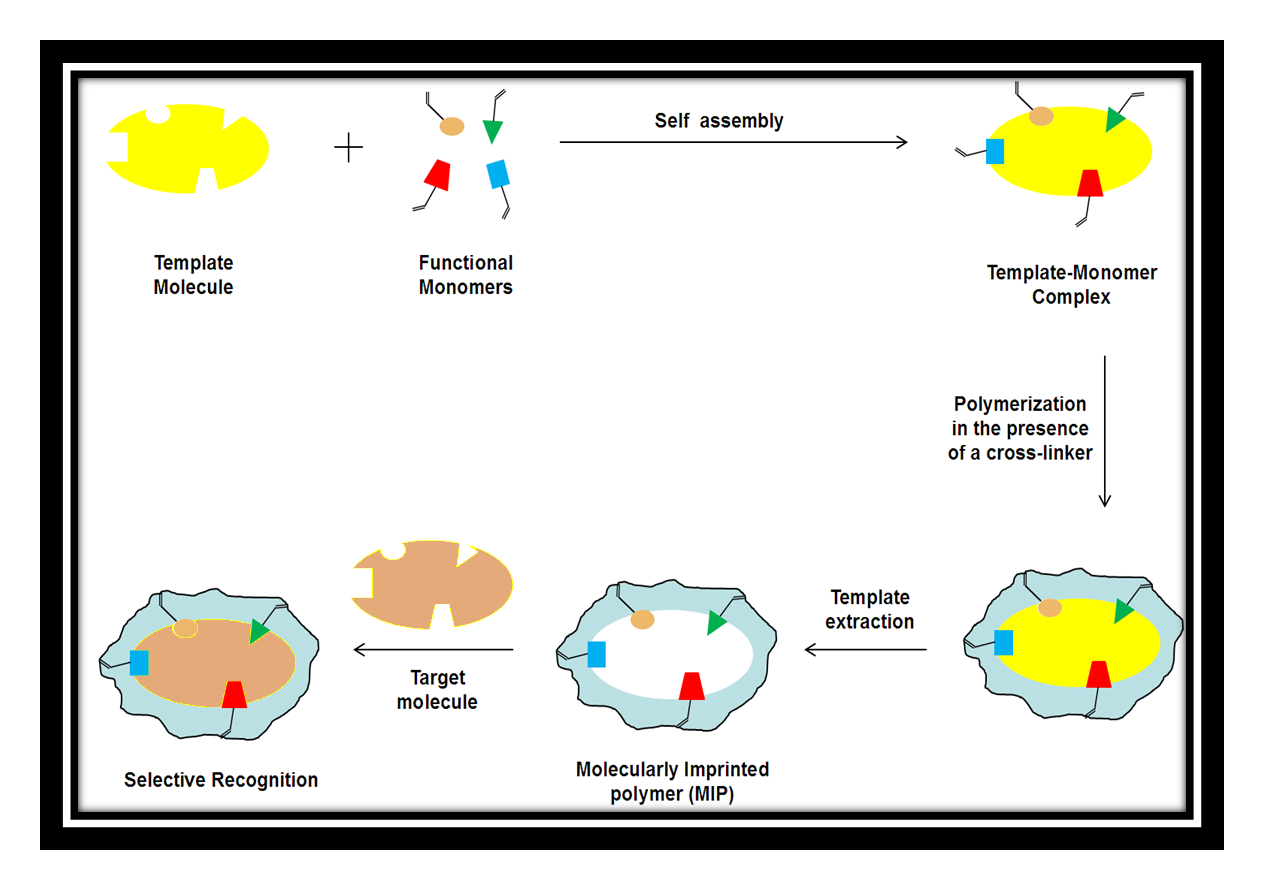 Self assembly
Template
Molecule
Functional
Monomers
Template-Monomer
Complex
Polymerization
in the presence
of a cross-linker
Template
extraction
Target
molecule
Molecularly Imprinted
polymer (MIP)
Selective Recognition